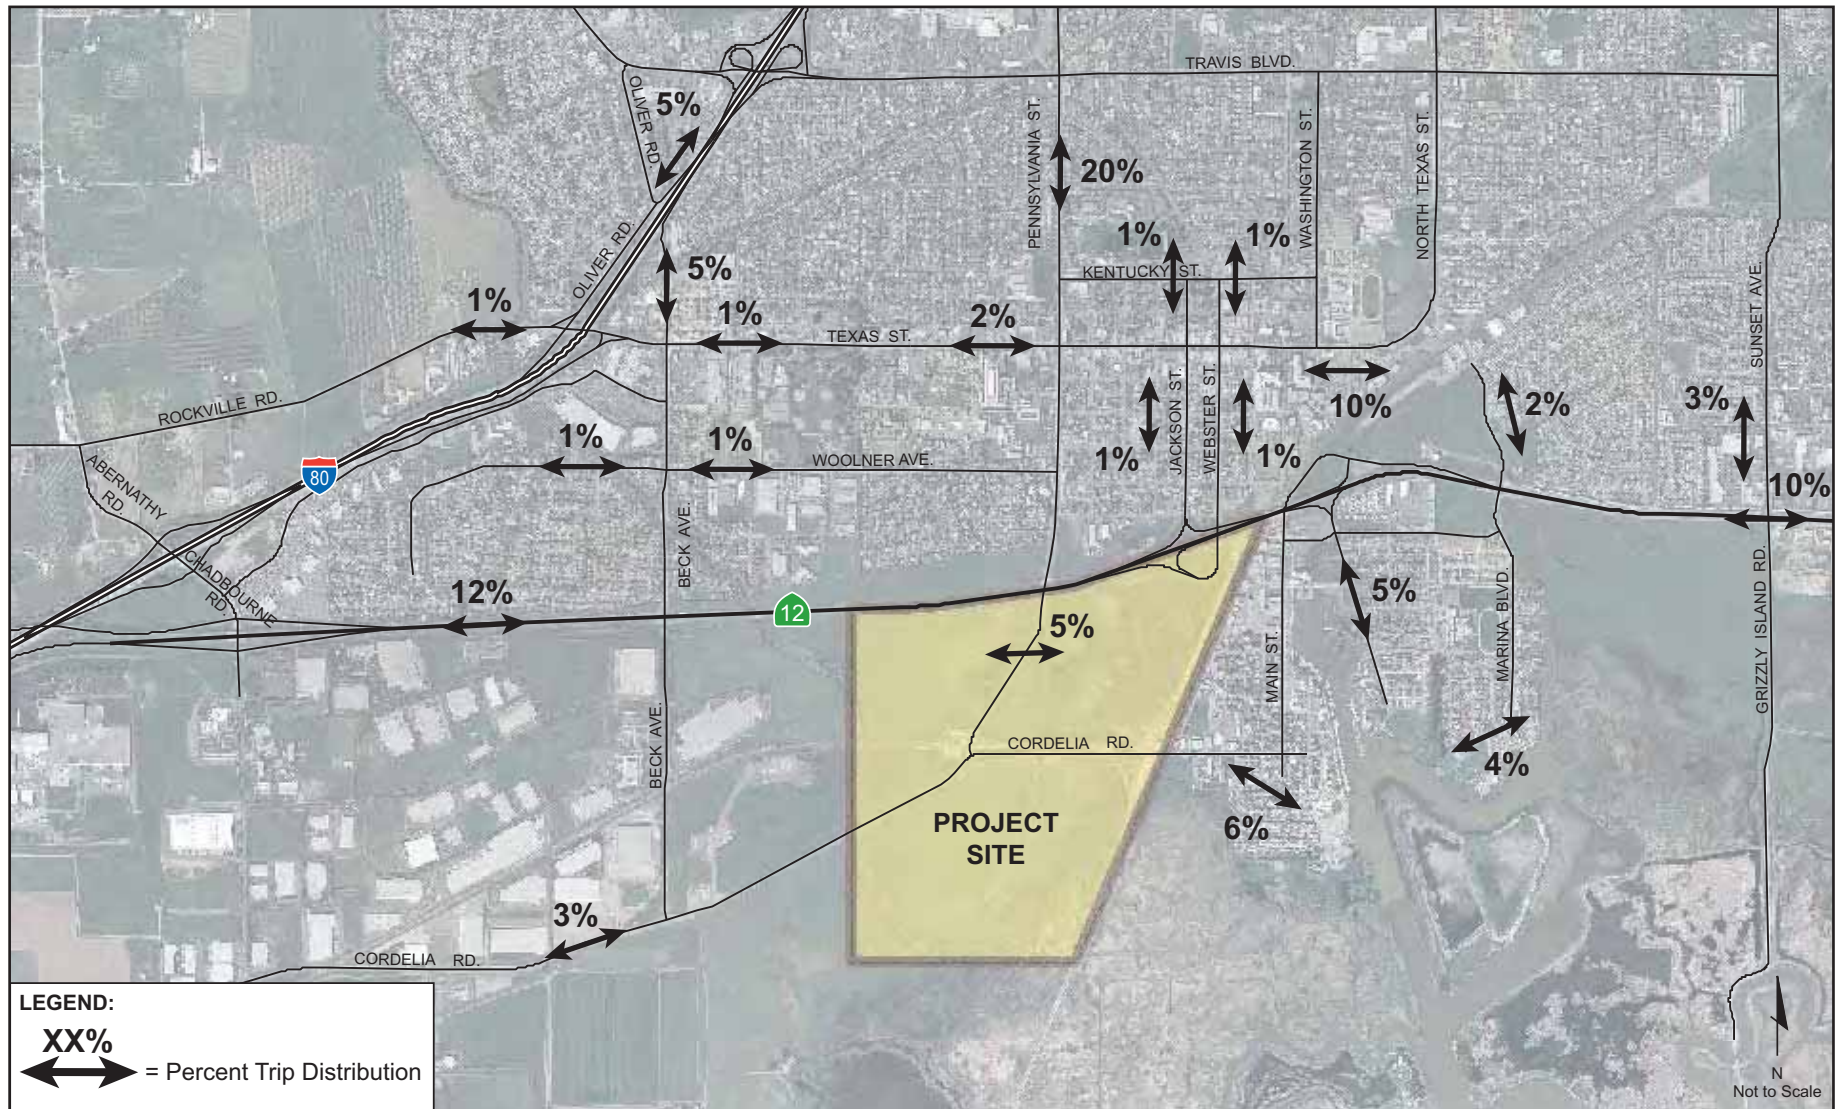 TRAVIS BLVD.
OLIVER RD.
5%
PENNSYLVANIA ST.
20%
WASHINGTON ST.
NORTH TEXAS ST.
1%
1%
KENTUCKY ST.
OLIVER RD.
5%
SUNSET AVE.
1%
1%
TEXAS ST.
2%
ROCKVILLE RD.
JACKSON ST.
WEBSTER ST.
10%
2%
3%
1%
1%
1%
1%
WOOLNER AVE.
80
ABERNATHY
RD.
10%
BECK AVE.
CHADBOURNE
RD.
12%
12
5%
5%
MAIN ST.
MARINA BLVD.
GRIZZLY ISLAND RD.
BECK AVE.
CORDELIA RD.
4%
6%
PROJECT
SITE
3%
CORDELIA RD.
LEGEND:
XX%
= Percent Trip Distribution
N
Not to Scale